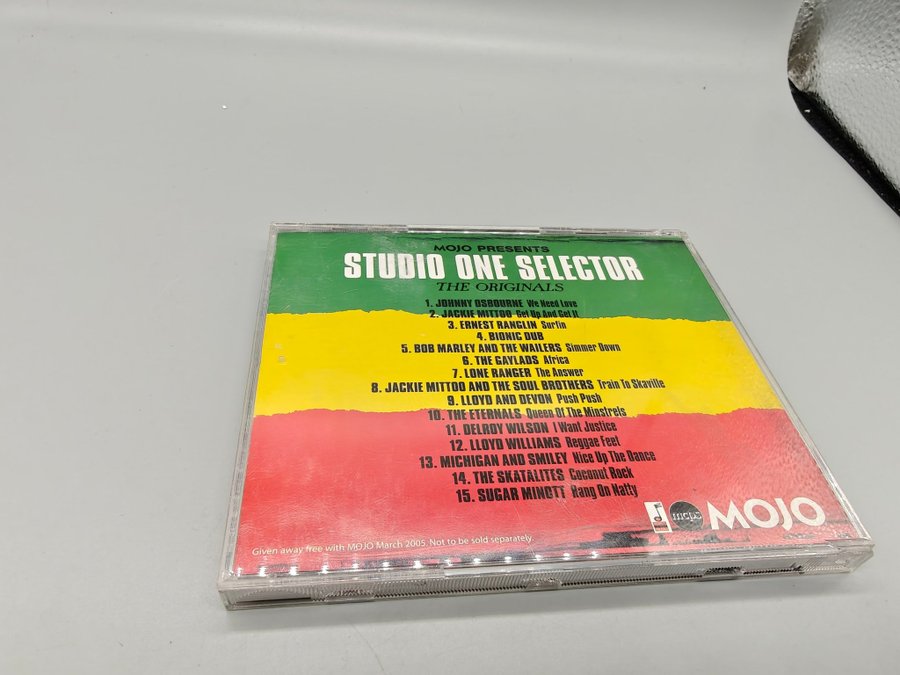 MOJO PRESENTS
STUDIO ONE SELECTOR
THE ORIGINALS
1. JOHNNY OSBOURNE We Need Love
2. JACKIE MITTOO Get Up And Get It
3. ERNEST RANGLIN Surfin
4. BIONIC DUB
5. BOB MARLEY AND THE WAILERS Simmer Down
6. THE GAYLADS Africa
7. LONE RANGER The Answer
8. JACKIE MITTOO AND THE SOUL BROTHERS Train To Skaville
9. LLOYD AND DEVON Push Push
10. THE ETERNALS Queen Of The Minstrels
11. DELROY WILSON I Want Justice
12. LLOYD WILLIAMS Reggae Feet
13. MICHIGAN AND SMILEY Nice Up The Dance
14. THE SKATALITES Coconut Rock
15. SUGAR MINOTT Hang On Natty
mcps MOJO
Given away free with MOJO March 2005. Not to be sold separately.